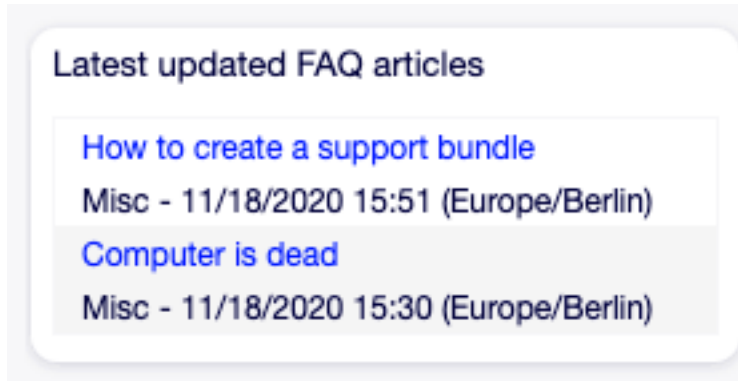 Latest updated FAQ articles
How to create a support bundle
Misc - 11/18/2020 15:51 (Europe/Berlin)
Computer is dead
Misc - 11/18/2020 15:30 (Europe/Berlin)